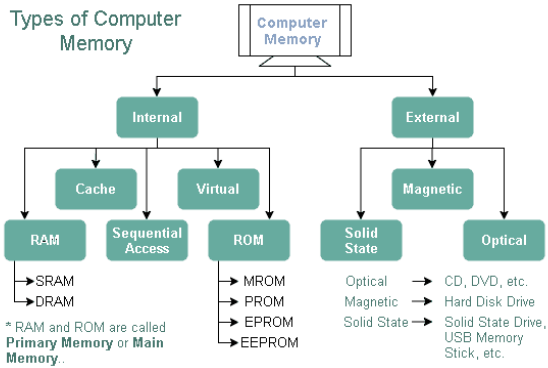 Types of Computer
Memory
Computer
Memory
Internal
External
Cache
Virtual
Magnetic
RAM
Sequential
Access
ROM
Solid
State
Optical
SRAM
DRAM
MROM
PROM
EPROM
EEPROM
Optical CD, DVD, etc.
Magnetic Hard Disk Drive
Solid State Solid State Drive,
USB Memory
Stick, etc.
* RAM and ROM are called
Primary Memory or Main
Memory..